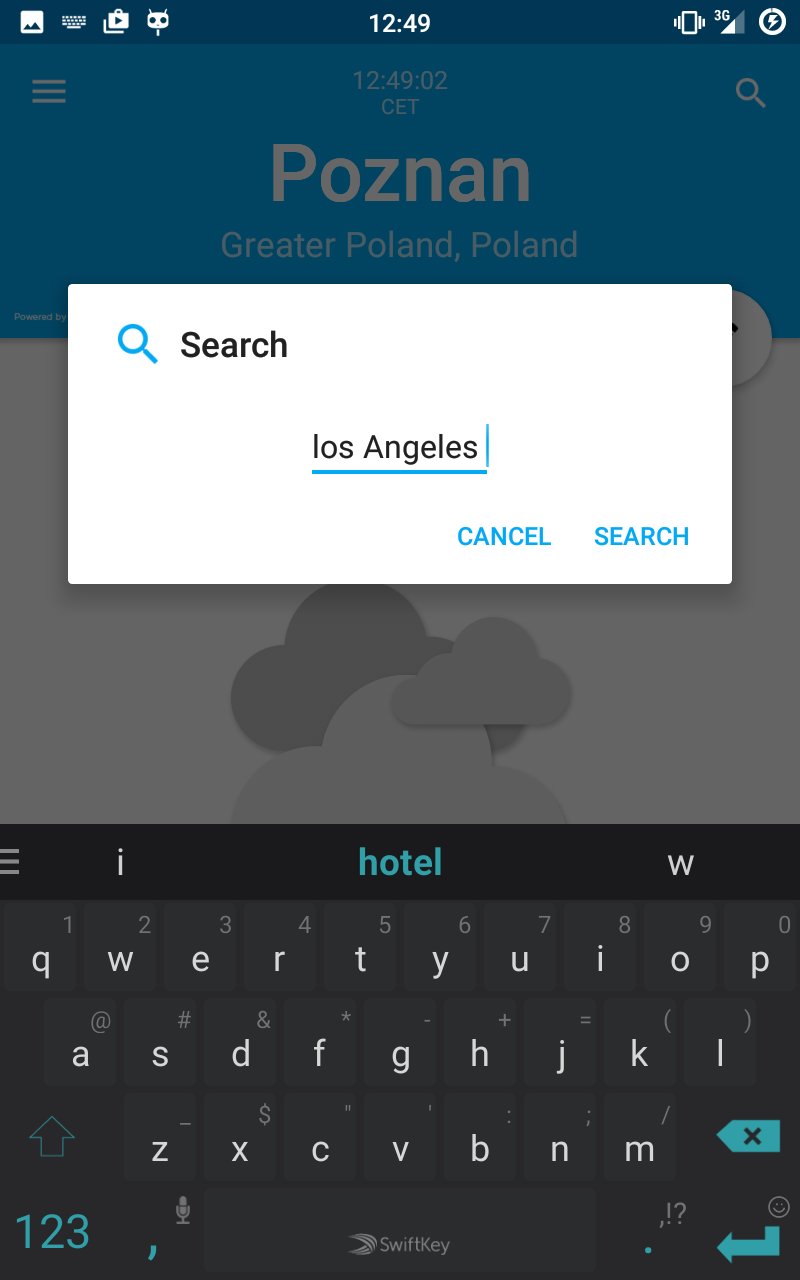 12:49
3G
12:49:02
CET
Poznan
Greater Poland, Poland
Powered by
Search
los Angeles
CANCEL
SEARCH
i hotel w
1 2 3 4 5 6 7 8 9 0
q w e r t y u i o p
@ # & * - + = ( )
a s d f g h j k l
_ $ " ' : ; /
z x c v b n m
123 , SwiftKey ,!? .